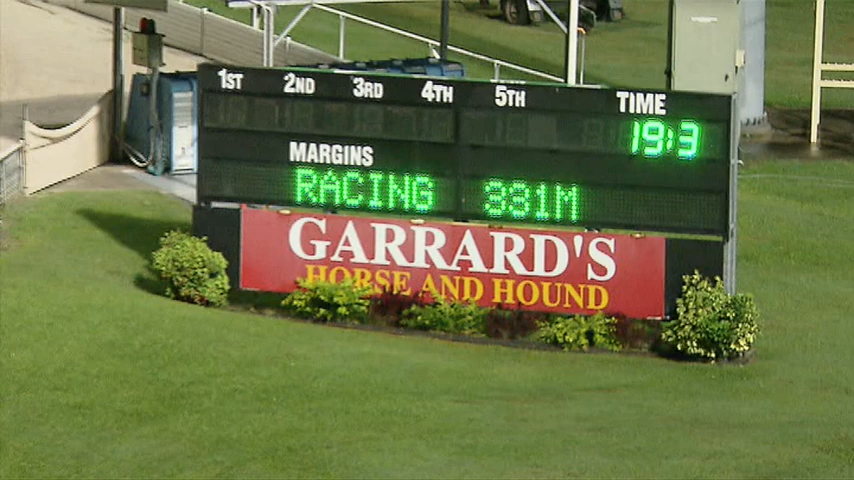 1ST 2ND 3RD 4TH 5TH TIME
19:3
MARGINS
RACING 331M
GARRARD'S
HORSE AND HOUND